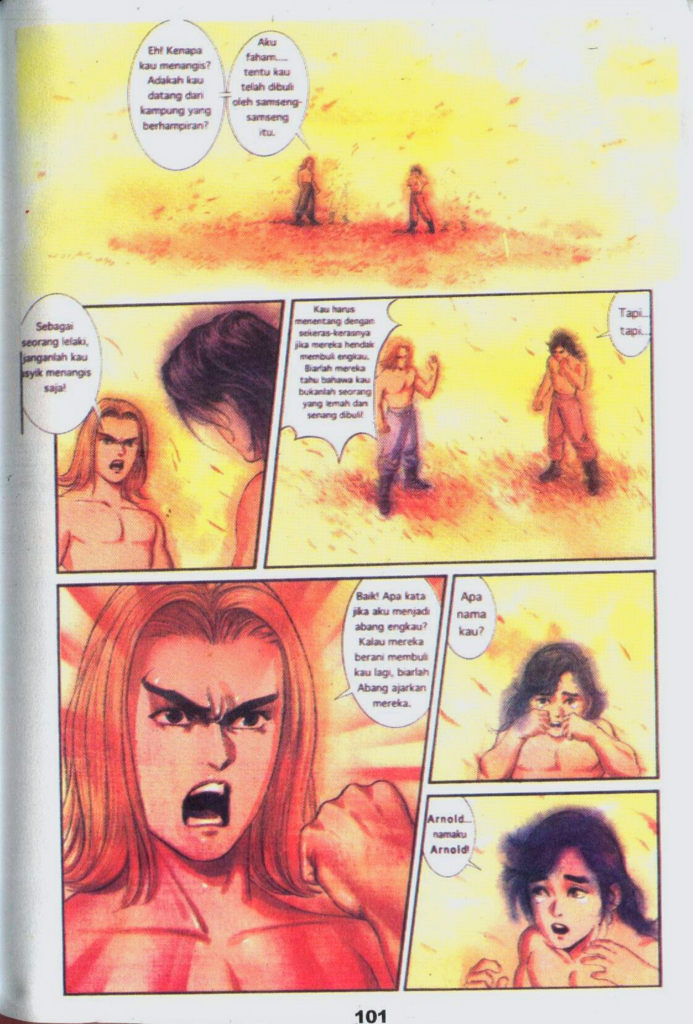 Eh! Kenapa
kau menangis?
Adakah kau
datang dari
kampung yang
berhampiran?
Aku
faham....
tentu kau
telah dibuli
oleh samseng-
samseng
itu.
Sebagai
seorang lelaki,
janganlah kau
asyik menangis
saja!
Kau harus
menentang dengan
sekeras-kerasnya
jika mereka hendak
membuli engkau.
Biarlah mereka
tahu bahawa kau
bukanlah seorang
yang lemah dan
senang dibuli!
Tapi...
tapi...
Baik! Apa kata
jika aku menjadi
abang engkau?
Kalau mereka
berani membuli
kau lagi, biarlah
Abang ajarkan
mereka.
Apa
nama
kau?
Arnold...
namaku
Arnold!
101